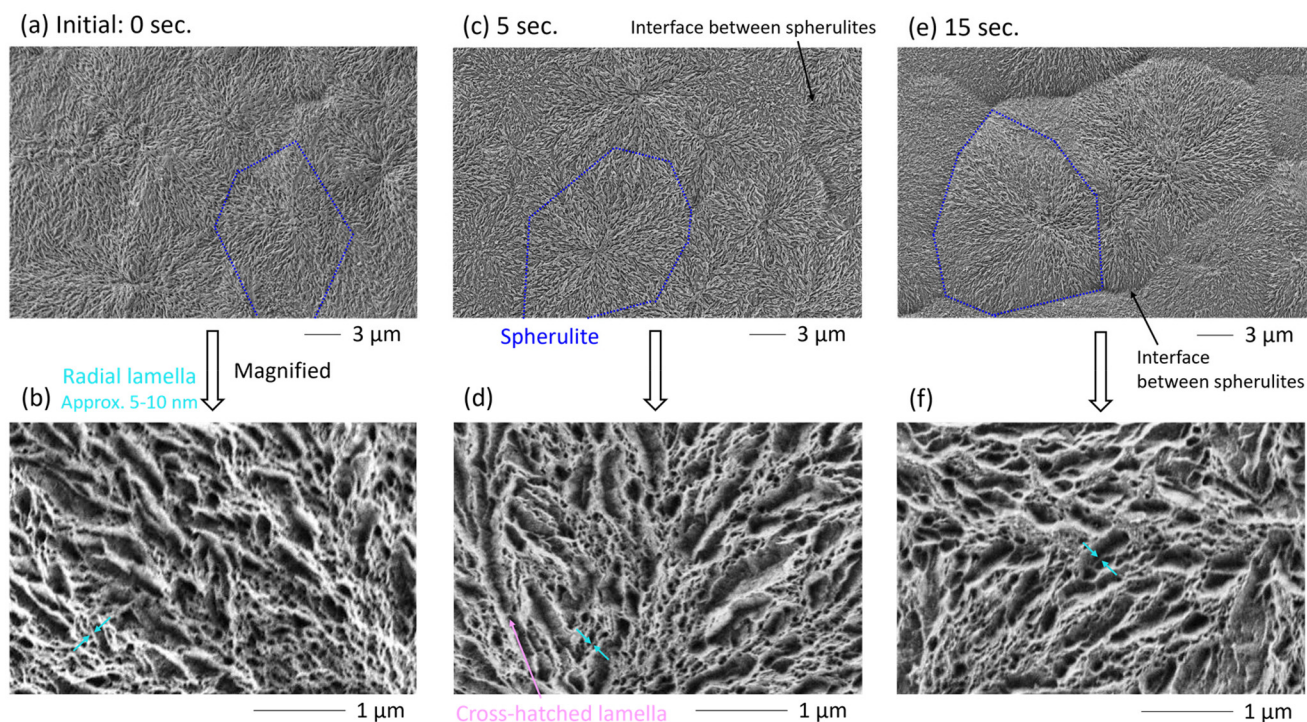 (a) Initial: 0 sec.
(c) 5 sec.
Interface between spherulites
(e) 15 sec.
3 μm
Spherulite
3 μm
3 μm
Radial lamella
Approx. 5-10 nm
Magnified
Interface
between spherulites
(b)
(d)
(f)
1 μm
Cross-hatched lamella
1 μm
1 μm